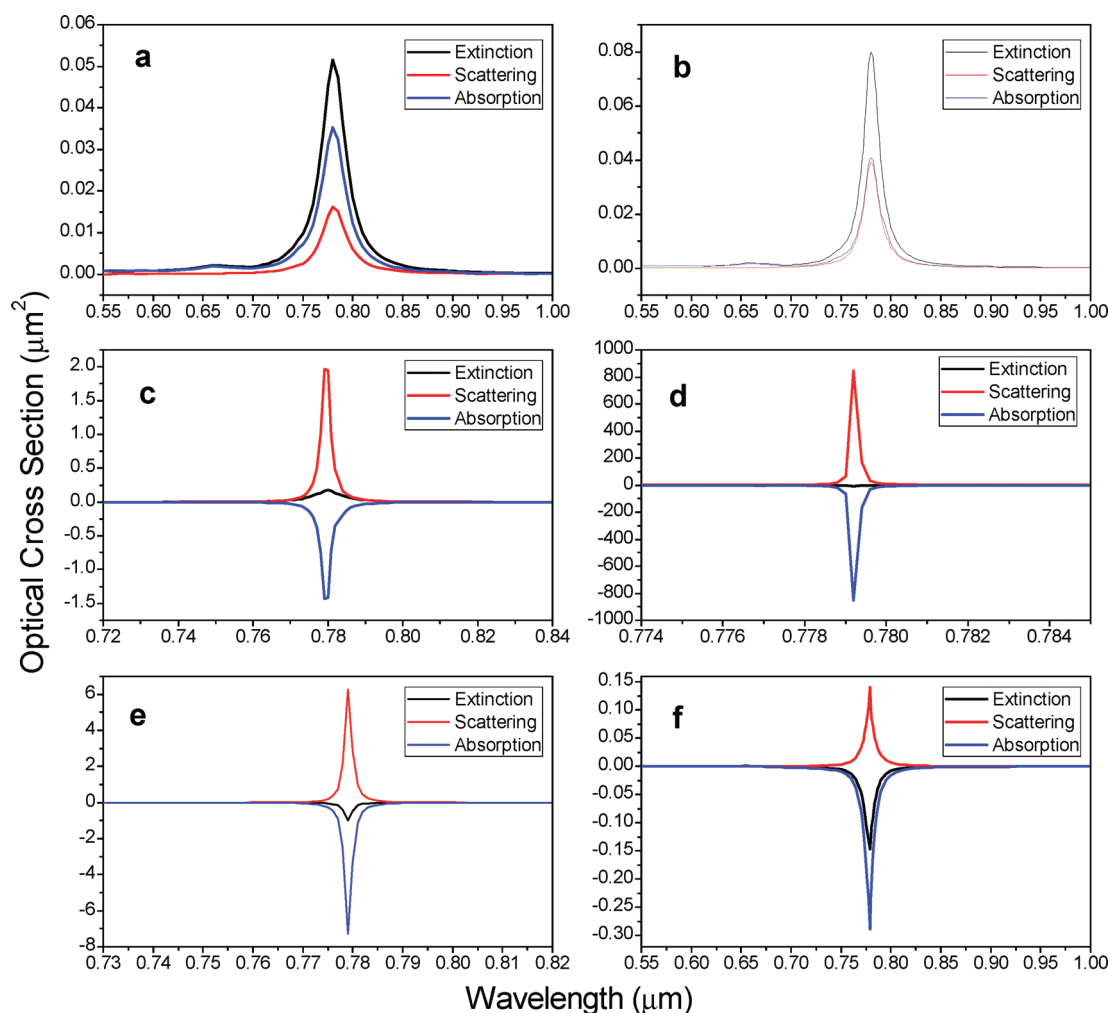 Optical Cross Section (μm²)
a
Extinction
Scattering
Absorption
0.06
0.05
0.04
0.03
0.02
0.01
0.00
0.55 0.60 0.65 0.70 0.75 0.80 0.85 0.90 0.95 1.00
b
Extinction
Scattering
Absorption
0.08
0.06
0.04
0.02
0.00
0.55 0.60 0.65 0.70 0.75 0.80 0.85 0.90 0.95 1.00
c
Extinction
Scattering
Absorption
2.0
1.5
1.0
0.5
0.0
-0.5
-1.0
-1.5
0.72 0.74 0.76 0.78 0.80 0.82 0.84
d
Extinction
Scattering
Absorption
1000
800
600
400
200
0
-200
-400
-600
-800
-1000
0.774 0.776 0.778 0.780 0.782 0.784
e
Extinction
Scattering
Absorption
6
4
2
0
-2
-4
-6
-8
0.73 0.74 0.75 0.76 0.77 0.78 0.79 0.80 0.81 0.82
f
Extinction
Scattering
Absorption
0.15
0.10
0.05
0.00
-0.05
-0.10
-0.15
-0.20
-0.25
-0.30
0.55 0.60 0.65 0.70 0.75 0.80 0.85 0.90 0.95 1.00
Wavelength (μm)